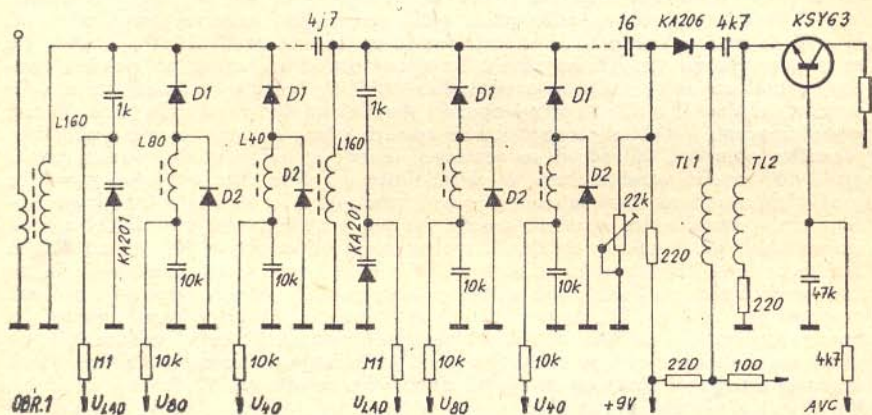 4j7 16 KA206 4k7 KSY63
D1 D1 D1 D1
1k 1k
L160 L80 L40 L160 TL1 TL2
D2 D2 D2 D2
KA201 KA201 22k
220
10k 10k 10k 10k 220 47k
M1 10k 10k M1 10k 10k 220 100 4k7
OBR.1 ULAD U80 U40 ULAD U80 U40 +9V AVC